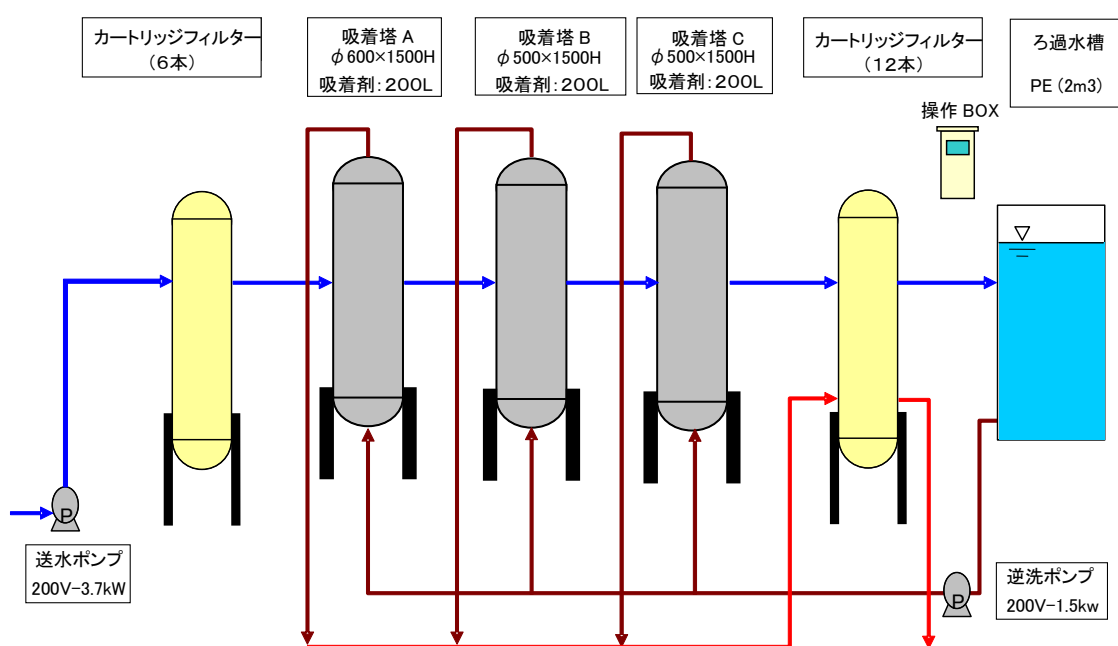 カートリッジフィルター
(6本)
吸着塔 A
φ600×1500H
吸着剤:200L
吸着塔 B
φ500×1500H
吸着剤:200L
吸着塔 C
φ500×1500H
吸着剤:200L
カートリッジフィルター
(12本)
ろ過水槽
PE(2m3)
操作 BOX
P
送水ポンプ
200V-3.7kW
P
逆洗ポンプ
200V-1.5kw